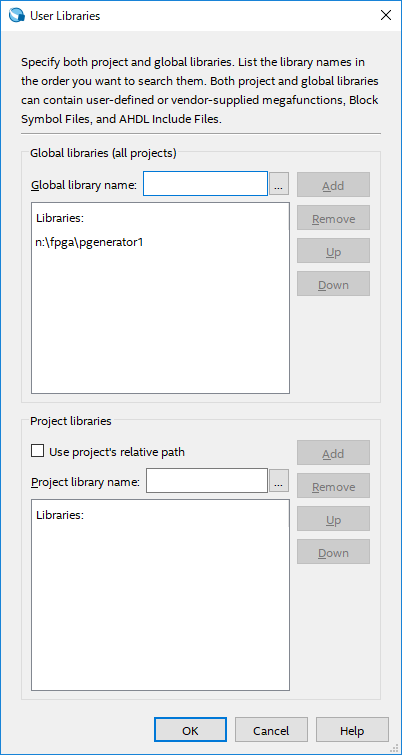 User Libraries
Specify both project and global libraries. List the library names in
the order you want to search them. Both project and global libraries
can contain user-defined or vendor-supplied megafunctions, Block
Symbol Files, and AHDL Include Files.
Global libraries (all projects)
Global library name:
...
Add
Libraries:
Remove
n:\fpga\pgenerator1
Up
Down
Project libraries
Use project's relative path
Add
Project library name:
...
Remove
Libraries:
Up
Down
OK
Cancel
Help